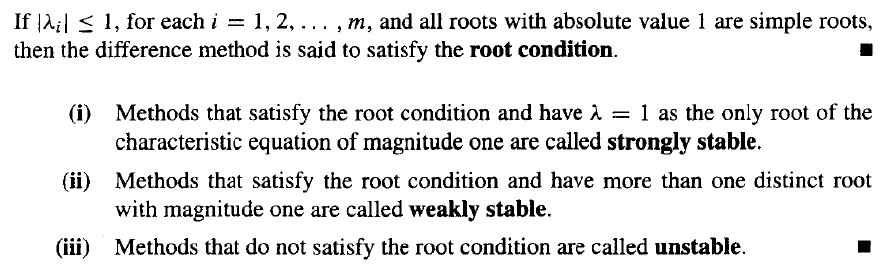 If |λᵢ| ≤ 1, for each i = 1, 2, . . . , m, and all roots with absolute value 1 are simple roots,
then the difference method is said to satisfy the root condition. ■
(i) Methods that satisfy the root condition and have λ = 1 as the only root of the
characteristic equation of magnitude one are called strongly stable.
(ii) Methods that satisfy the root condition and have more than one distinct root
with magnitude one are called weakly stable.
(iii) Methods that do not satisfy the root condition are called unstable. ■